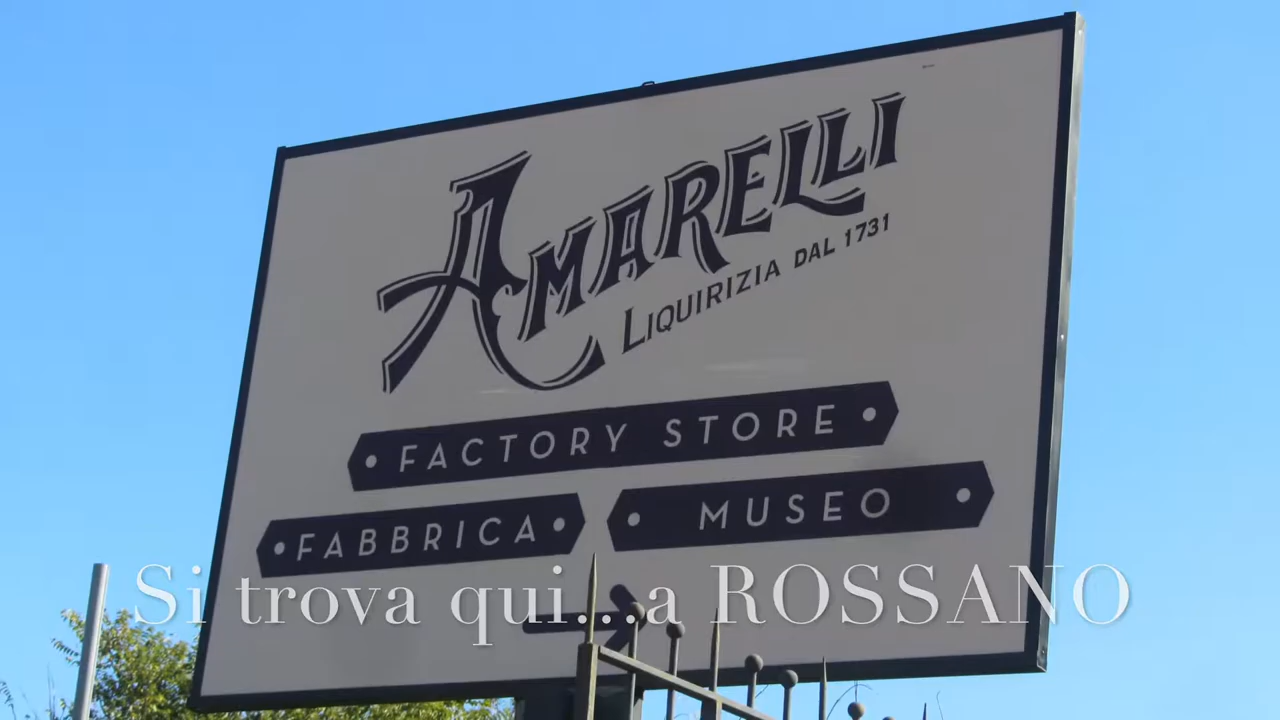 AMARELLI
LIQUIRIZIA DAL 1731
FACTORY STORE
FABBRICA
MUSEO
Si trova qui...a ROSSANO